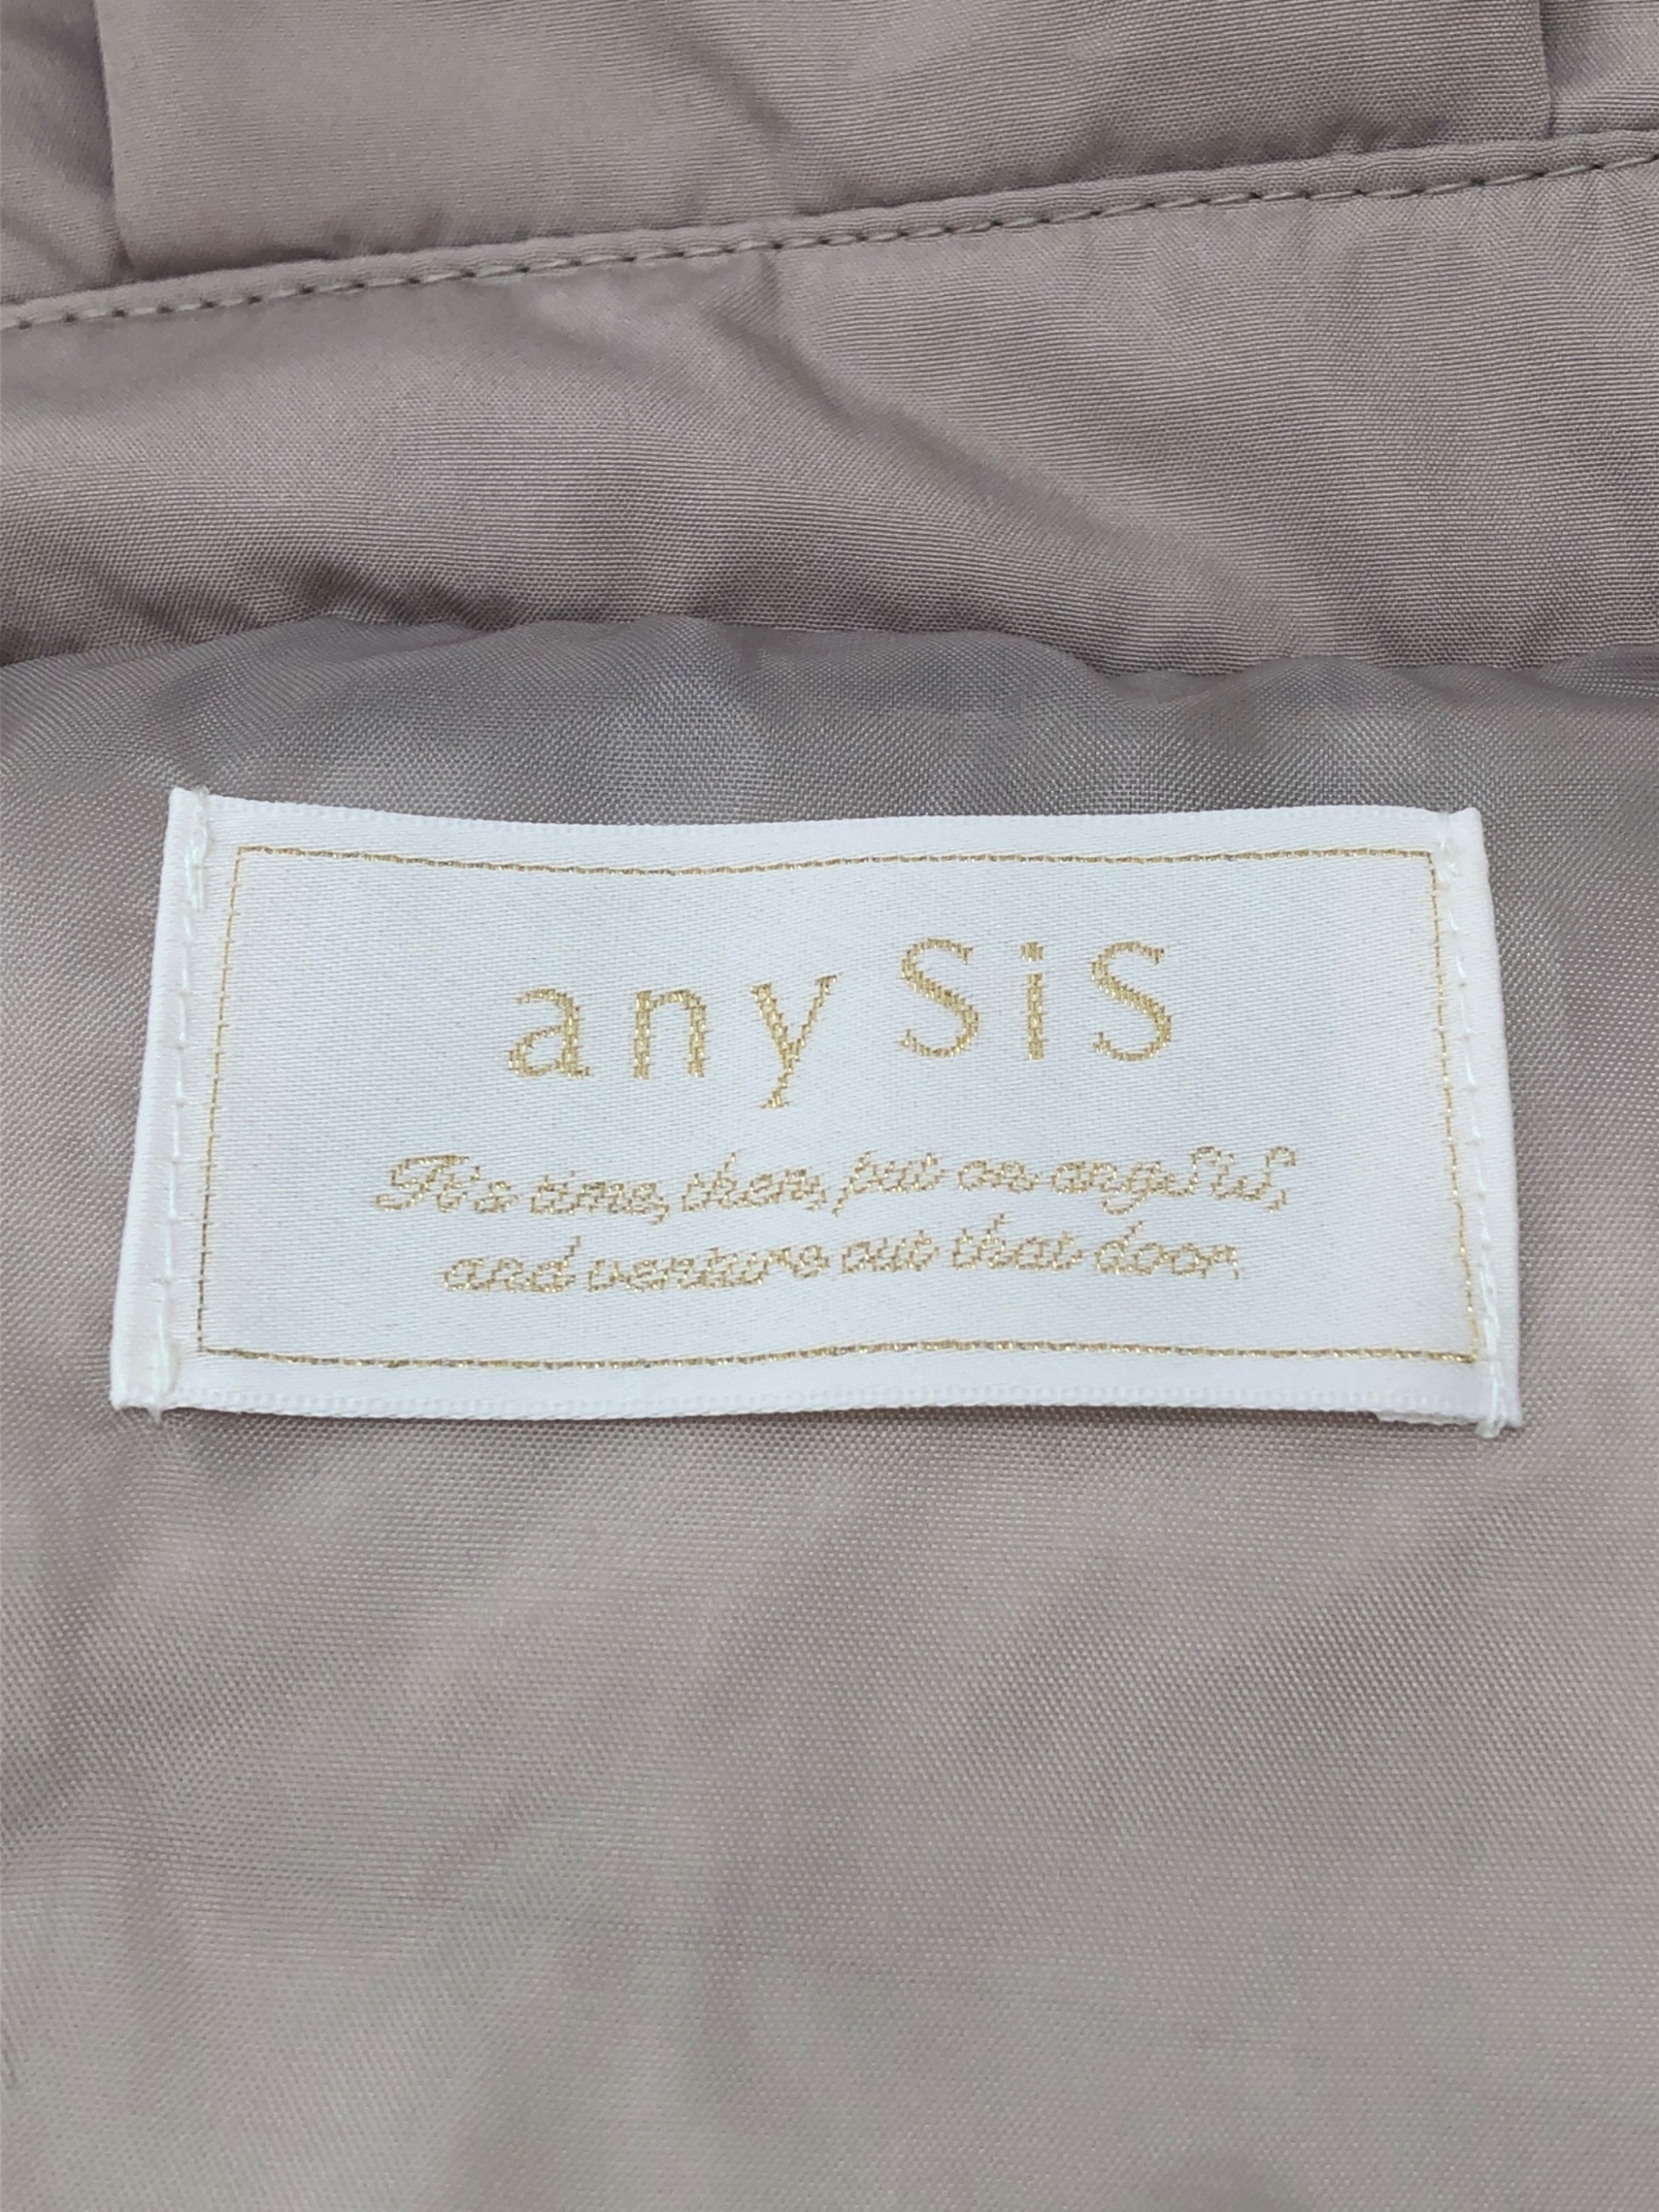 any SiS
It's time, then, put on anySiS,
and venture out that door.